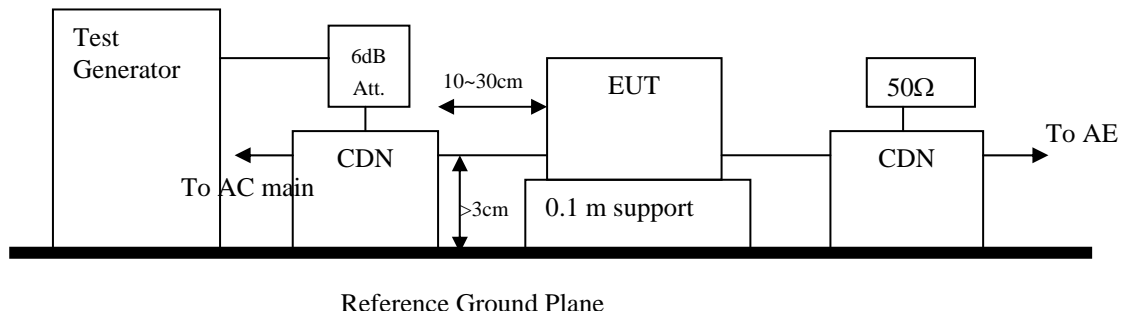 Test
Generator
6dB
Att.
10~30cm
EUT
50Ω
To AE
CDN
CDN
To AC main
>3cm
0.1 m support
Reference Ground Plane